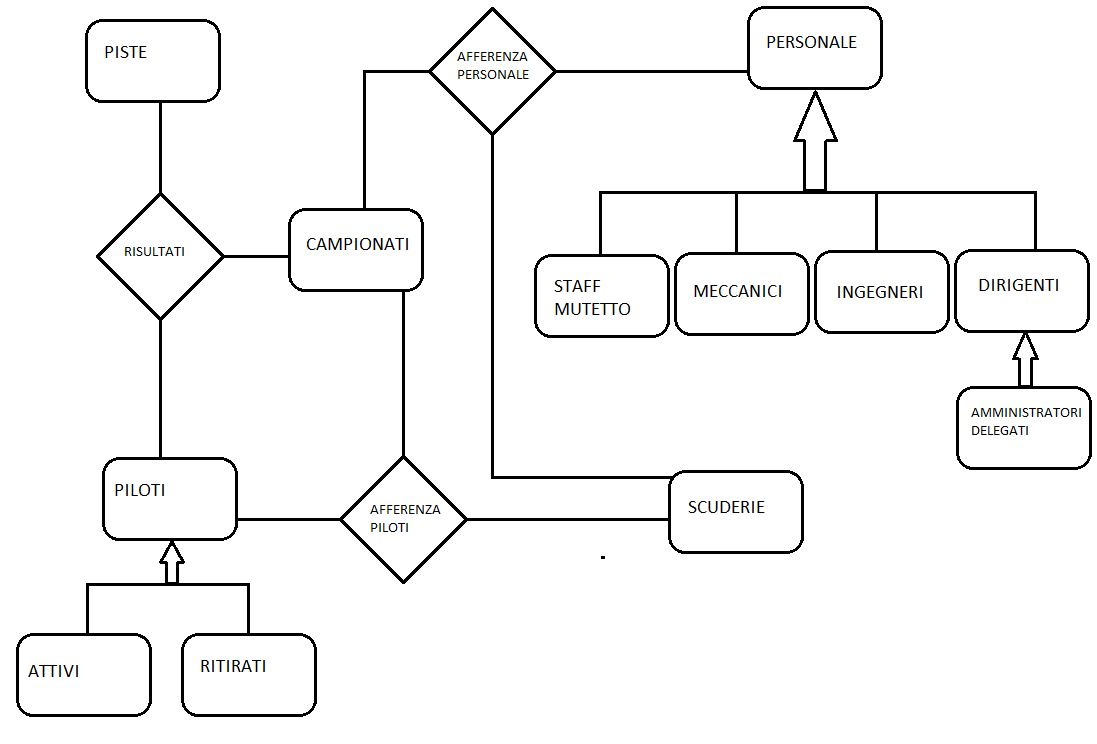 PISTE
AFFERENZA
PERSONALE
PERSONALE
RISULTATI
CAMPIONATI
STAFF
MUTETTO
MECCANICI
INGEGNERI
DIRIGENTI
AMMINISTRATORI
DELEGATI
PILOTI
AFFERENZA
PILOTI
SCUDERIE
ATTIVI
RITIRATI